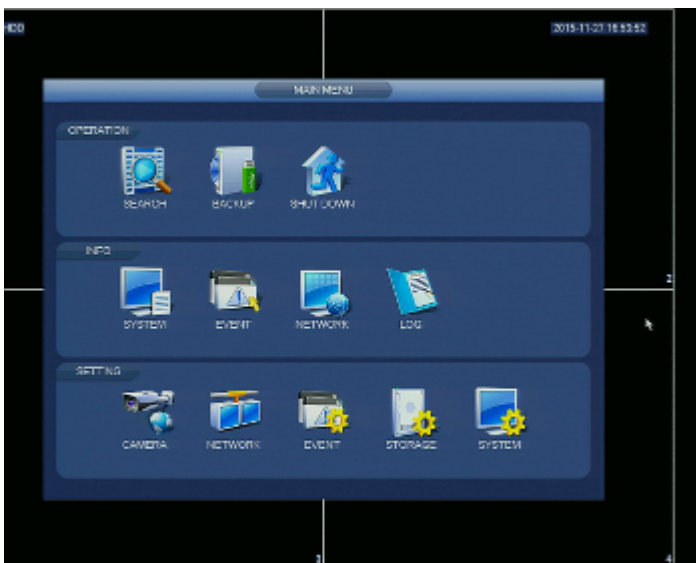 HDD
2015-11-27 16:53:52
MAIN MENU
OPERATION
SEARCH
BACKUP
SHUTDOWN
INFO
SYSTEM
EVENT
NETWORK
LOG
2
SETTING
CAMERA
NETWORK
EVENT
STORAGE
SYSTEM
3
4